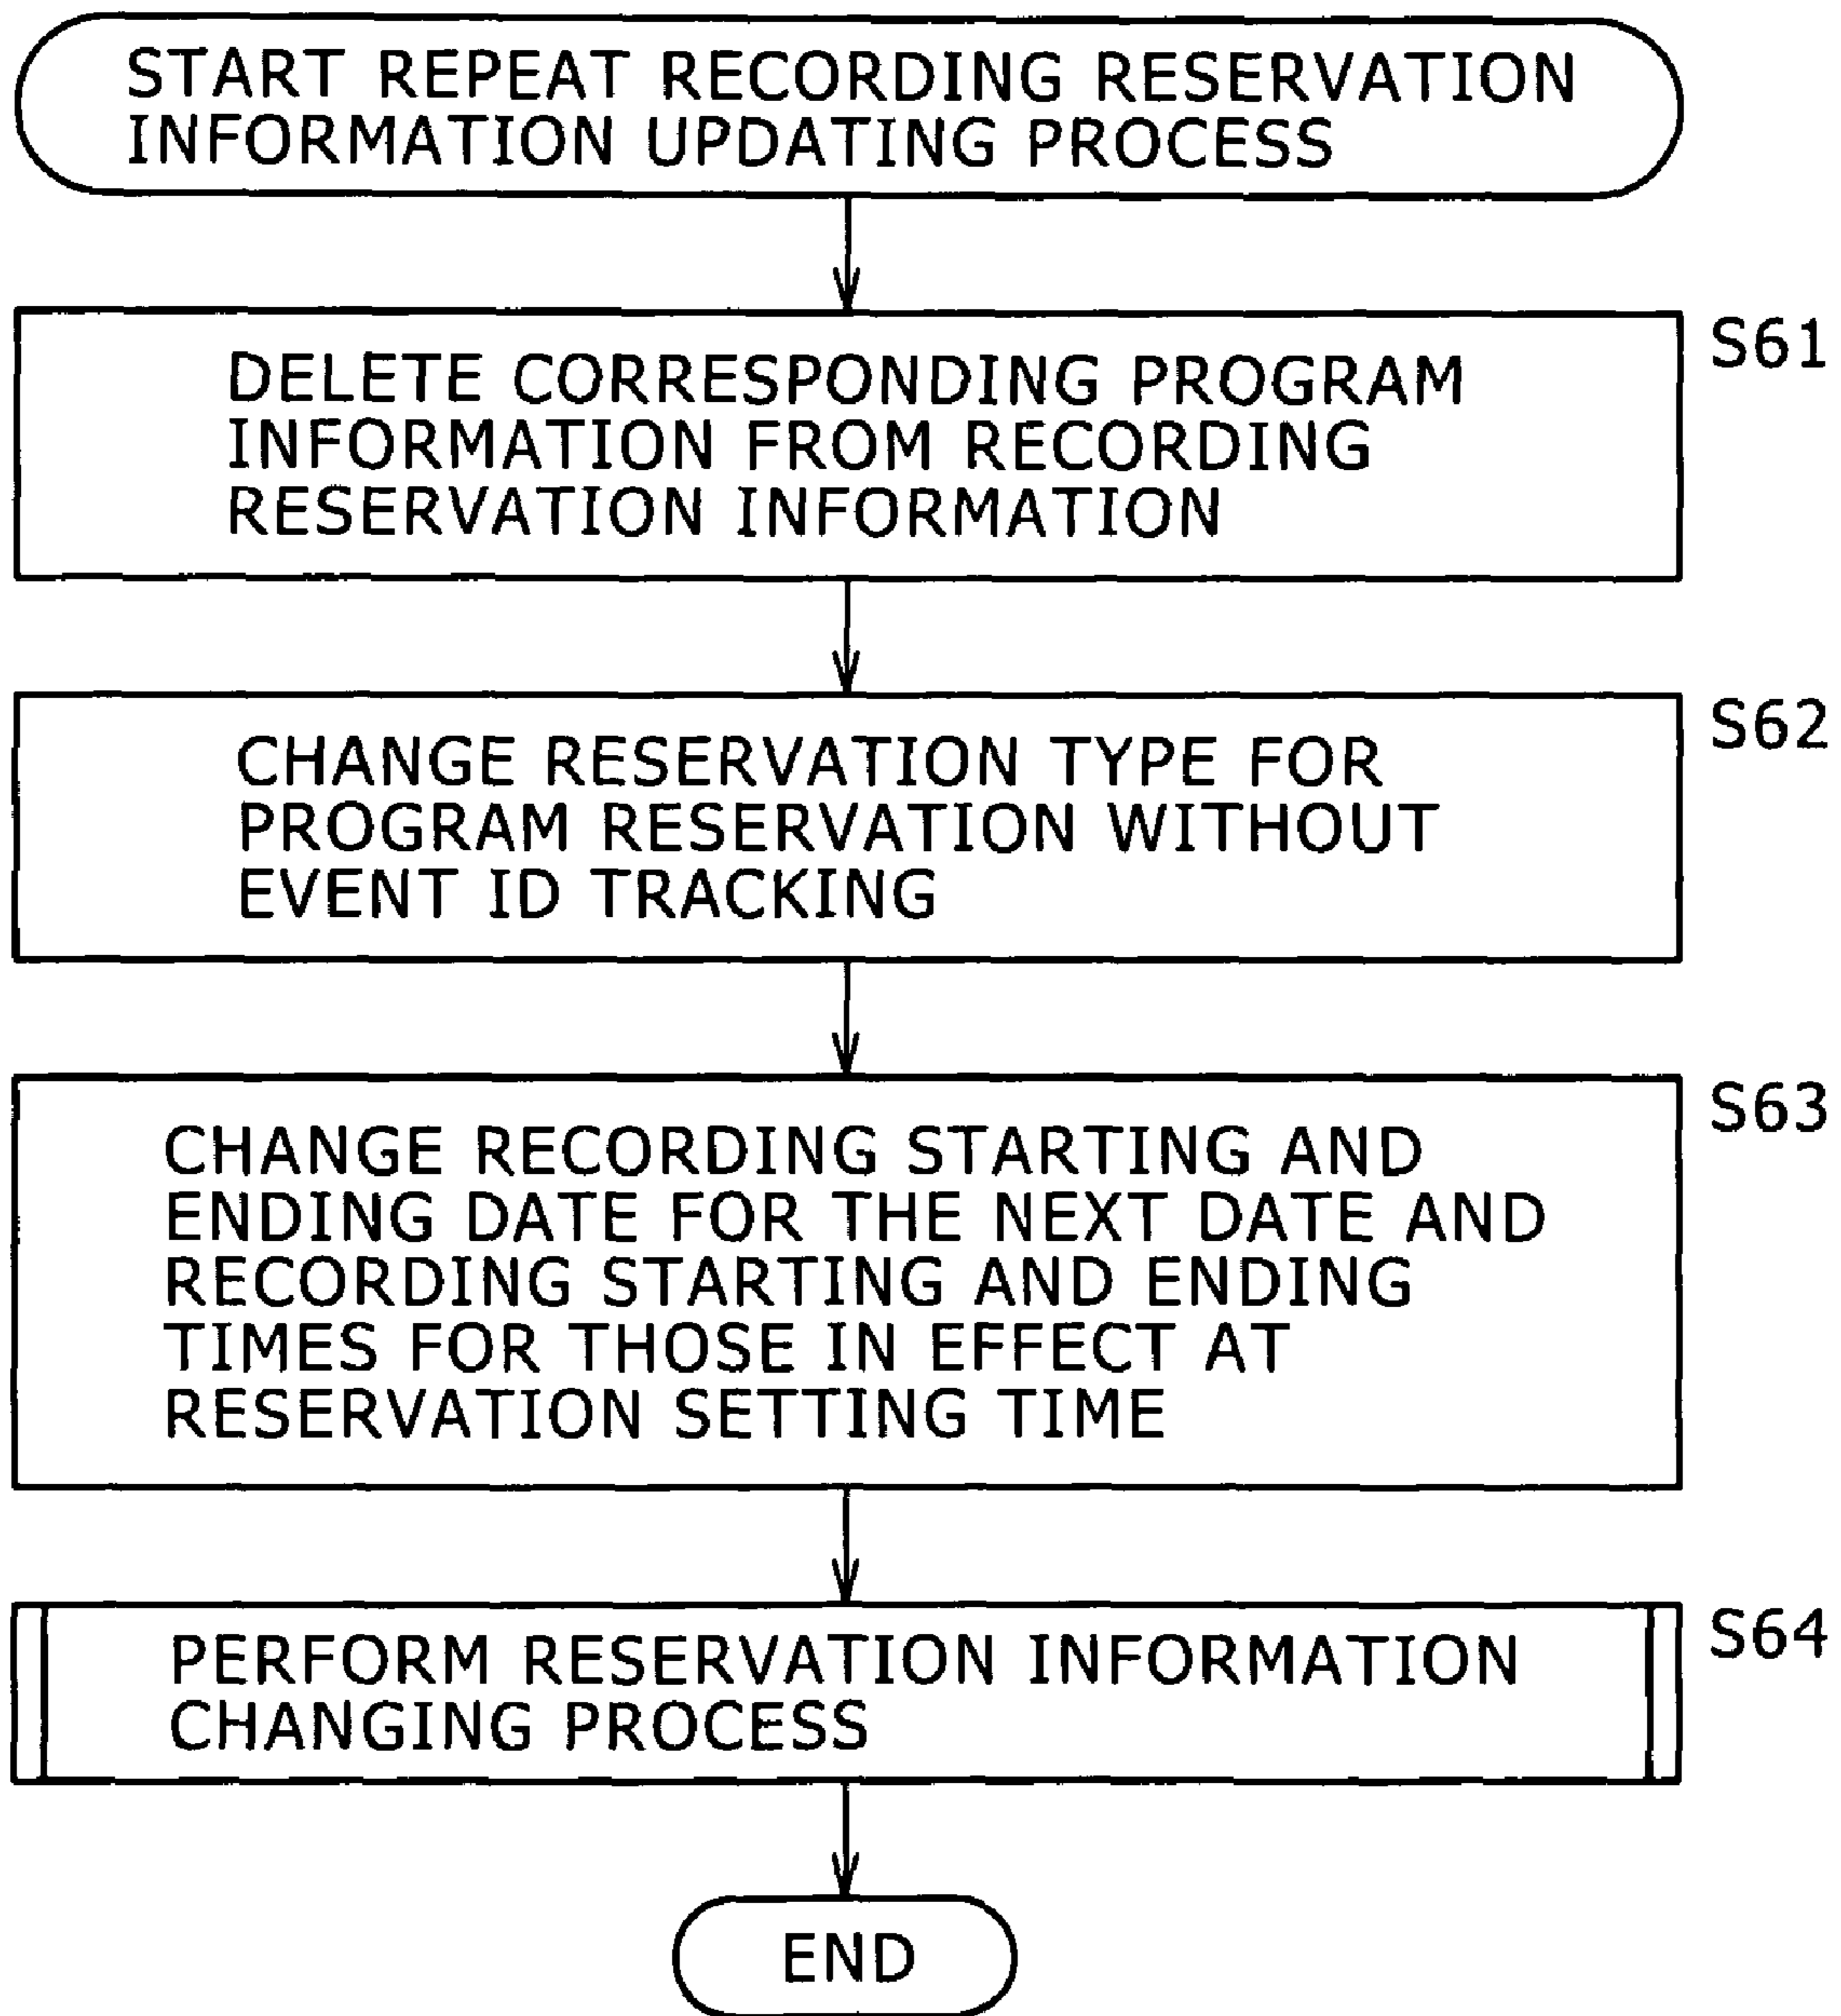 START REPEAT RECORDING RESERVATION
INFORMATION UPDATING PROCESS
S61
DELETE CORRESPONDING PROGRAM
INFORMATION FROM RECORDING
RESERVATION INFORMATION
S62
CHANGE RESERVATION TYPE FOR
PROGRAM RESERVATION WITHOUT
EVENT ID TRACKING
S63
CHANGE RECORDING STARTING AND
ENDING DATE FOR THE NEXT DATE AND
RECORDING STARTING AND ENDING
TIMES FOR THOSE IN EFFECT AT
RESERVATION SETTING TIME
S64
PERFORM RESERVATION INFORMATION
CHANGING PROCESS
END